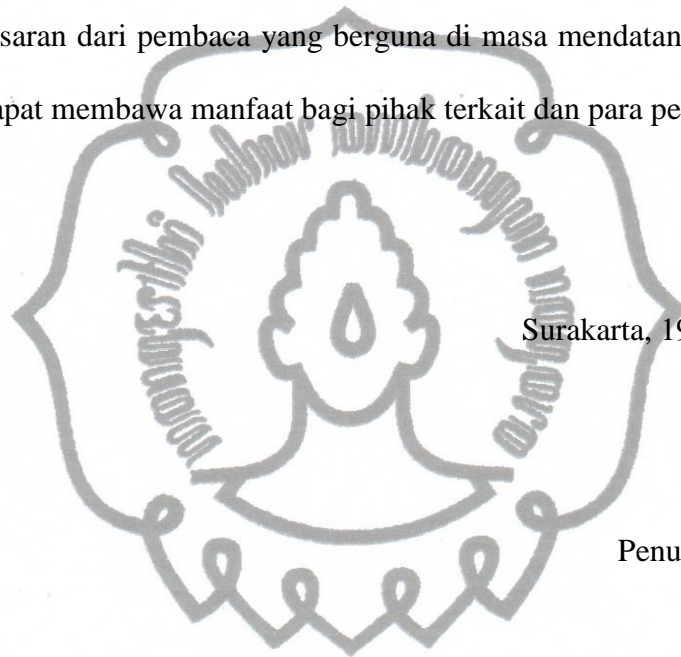 saran dari pembaca yang berguna di masa mendatan
apat membawa manfaat bagi pihak terkait dan para pe
Surakarta, 19
Penu